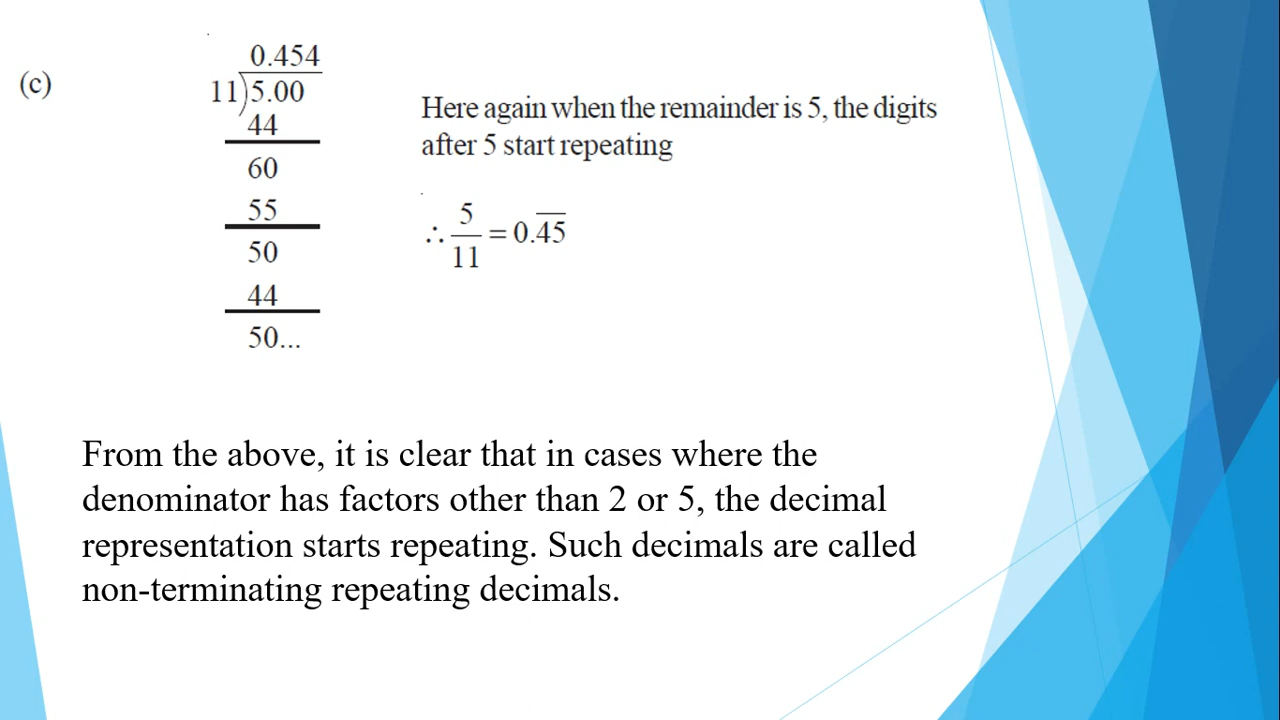 (c)
0.454
11)5.00
44
60
55
50
44
50...
Here again when the remainder is 5, the digits
after 5 start repeating
∴ 5/11 = 0.4̅5̅
From the above, it is clear that in cases where the
denominator has factors other than 2 or 5, the decimal
representation starts repeating. Such decimals are called
non-terminating repeating decimals.